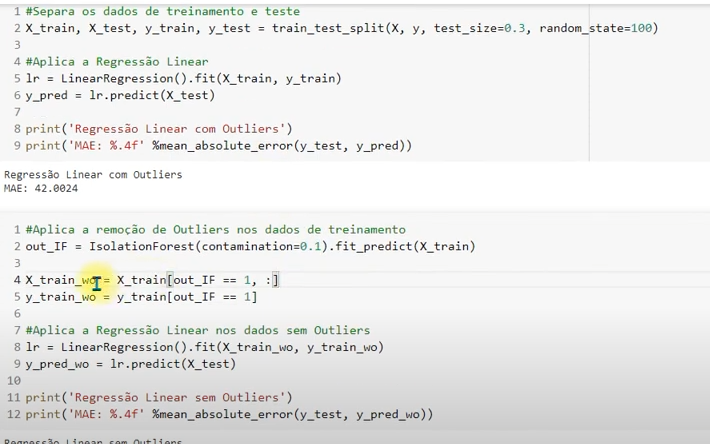 1 #Separa os dados de treinamento e teste
2 X_train, X_test, y_train, y_test = train_test_split(X, y, test_size=0.3, random_state=100)
3
4 #Aplica a Regressão Linear
5 lr = LinearRegression().fit(X_train, y_train)
6 y_pred = lr.predict(X_test)
7
8 print('Regressão Linear com Outliers')
9 print('MAE: %.4f' %mean_absolute_error(y_test, y_pred))
Regressão Linear com Outliers
MAE: 42.0024
1 #Aplica a remoção de Outliers nos dados de treinamento
2 out_IF = IsolationForest(contamination=0.1).fit_predict(X_train)
3
4 X_train_wo = X_train[out_IF == 1, :]
5 y_train_wo = y_train[out_IF == 1]
6
7 #Aplica a Regressão Linear nos dados sem Outliers
8 lr = LinearRegression().fit(X_train_wo, y_train_wo)
9 y_pred_wo = lr.predict(X_test)
10
11 print('Regressão Linear sem Outliers')
12 print('MAE: %.4f' %mean_absolute_error(y_test, y_pred_wo))
Regressão Linear sem Outliers